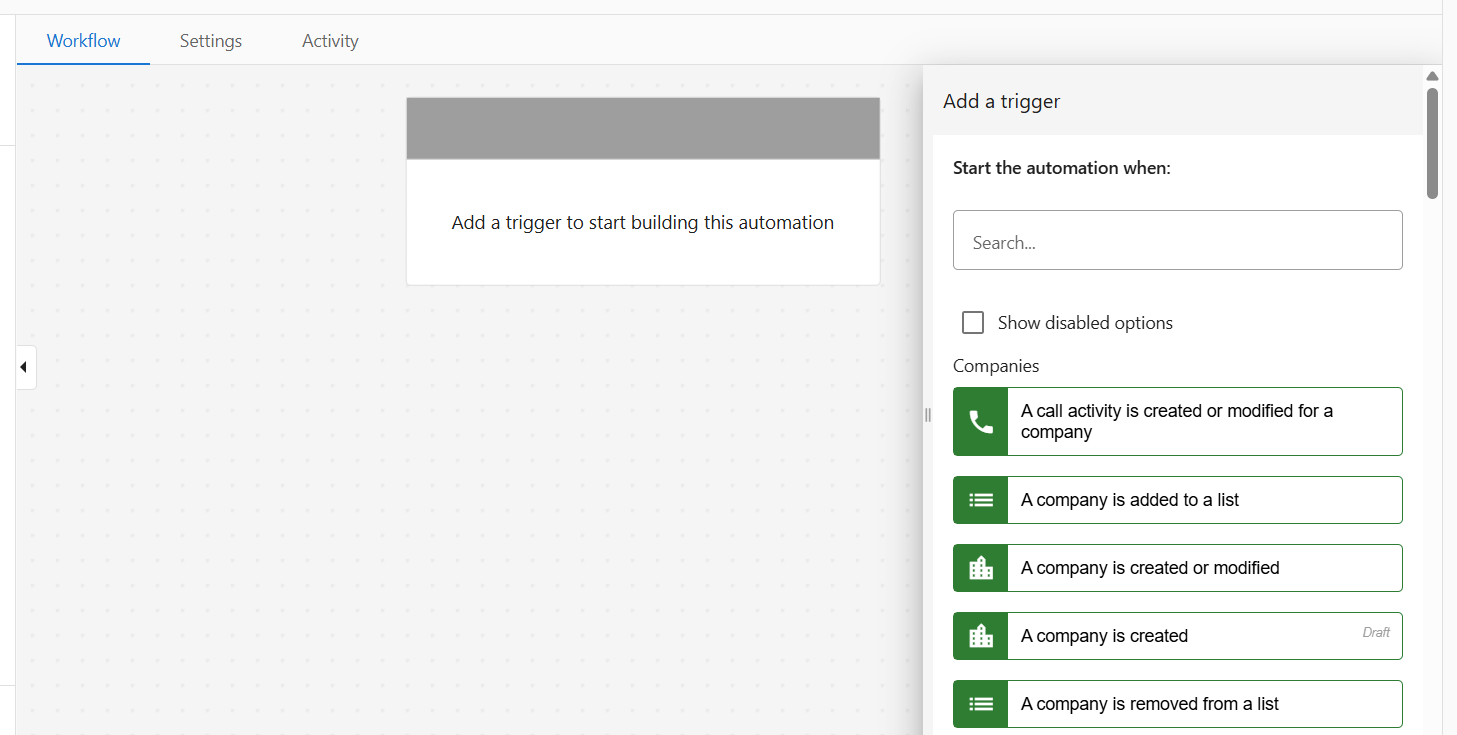 Workflow
Settings
Activity
Add a trigger to start building this automation
Add a trigger
Start the automation when:
Search...
Show disabled options
Companies
A call activity is created or modified for a
company
A company is added to a list
A company is created or modified
A company is created
Draft
A company is removed from a list